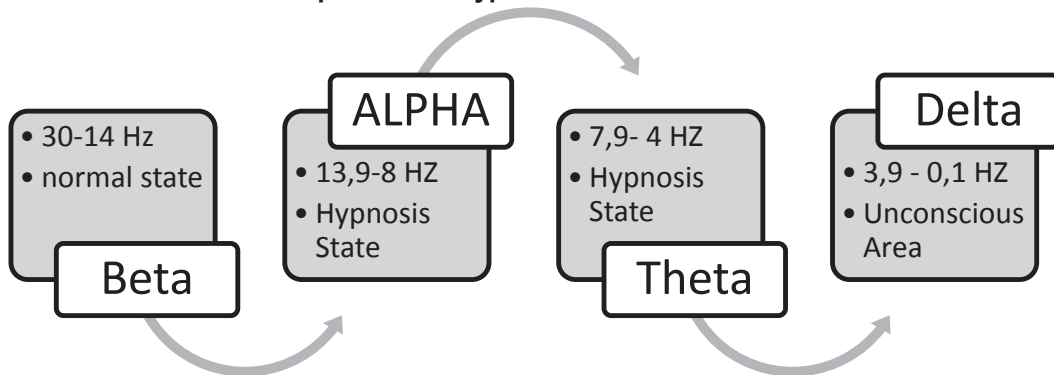 • 30-14 Hz
• normal state
Beta
ALPHA
• 13,9-8 HZ
• Hypnosis
State
• 7,9- 4 HZ
• Hypnosis
State
Theta
Delta
• 3,9 - 0,1 HZ
• Unconscious
Area